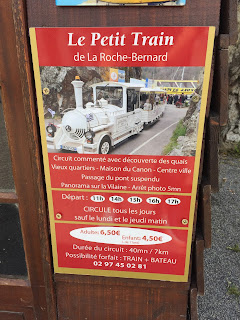 Le Petit Train
de La Roche-Bernard
Circuit commenté avec découverte des quais
Vieux quartiers - Maison du Canon - Centre ville
Passage du pont suspendu
Panorama sur la Vilaine - Arrêt photo 5mn
Départ : 11h 14h 15h 16h 17h
CIRCULE tous les jours
sauf le lundi et le jeudi matin
Adultes 6,50€
Enfants 4,50€
Durée du circuit : 40mn / 7km
Possibilité forfait : TRAIN + BATEAU
02 97 45 02 81